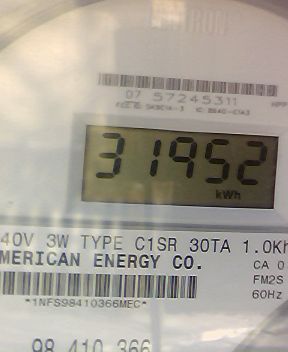 ITRON
07 57245311
31952
kWh
40V 3W TYPE C1SR 30TA 1.0Kh
MERICAN ENERGY CO.
CA 0
FM2S
60Hz
*1NFS98410366MEC*
98 410 366